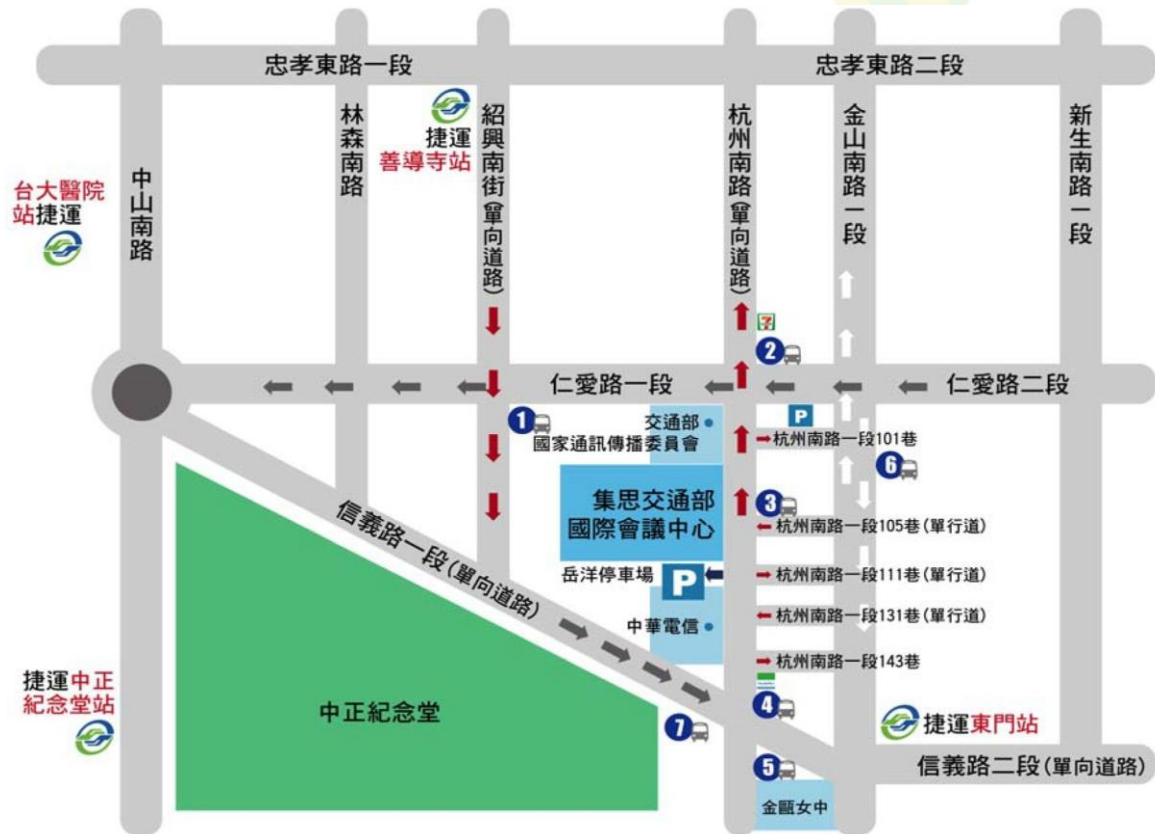 忠孝東路一段
忠孝東路二段
中山南路
林森南路
紹興南街(單向道路)
杭州南路(單向道路)
金山南路一段
新生南路一段
捷運
善導寺站
台大醫院
站捷運
7
2
仁愛路一段
仁愛路二段
1
交通部
國家通訊傳播委員會
P
杭州南路一段101巷
6
集思交通部
國際會議中心
3
杭州南路一段105巷(單行道)
信義路一段(單向道路)
岳洋停車場
P
杭州南路一段111巷(單行道)
中華電信
杭州南路一段131巷(單行道)
杭州南路一段143巷
捷運中正
紀念堂站
中正紀念堂
4
7
捷運東門站
5
信義路二段(單向道路)
金甌女中